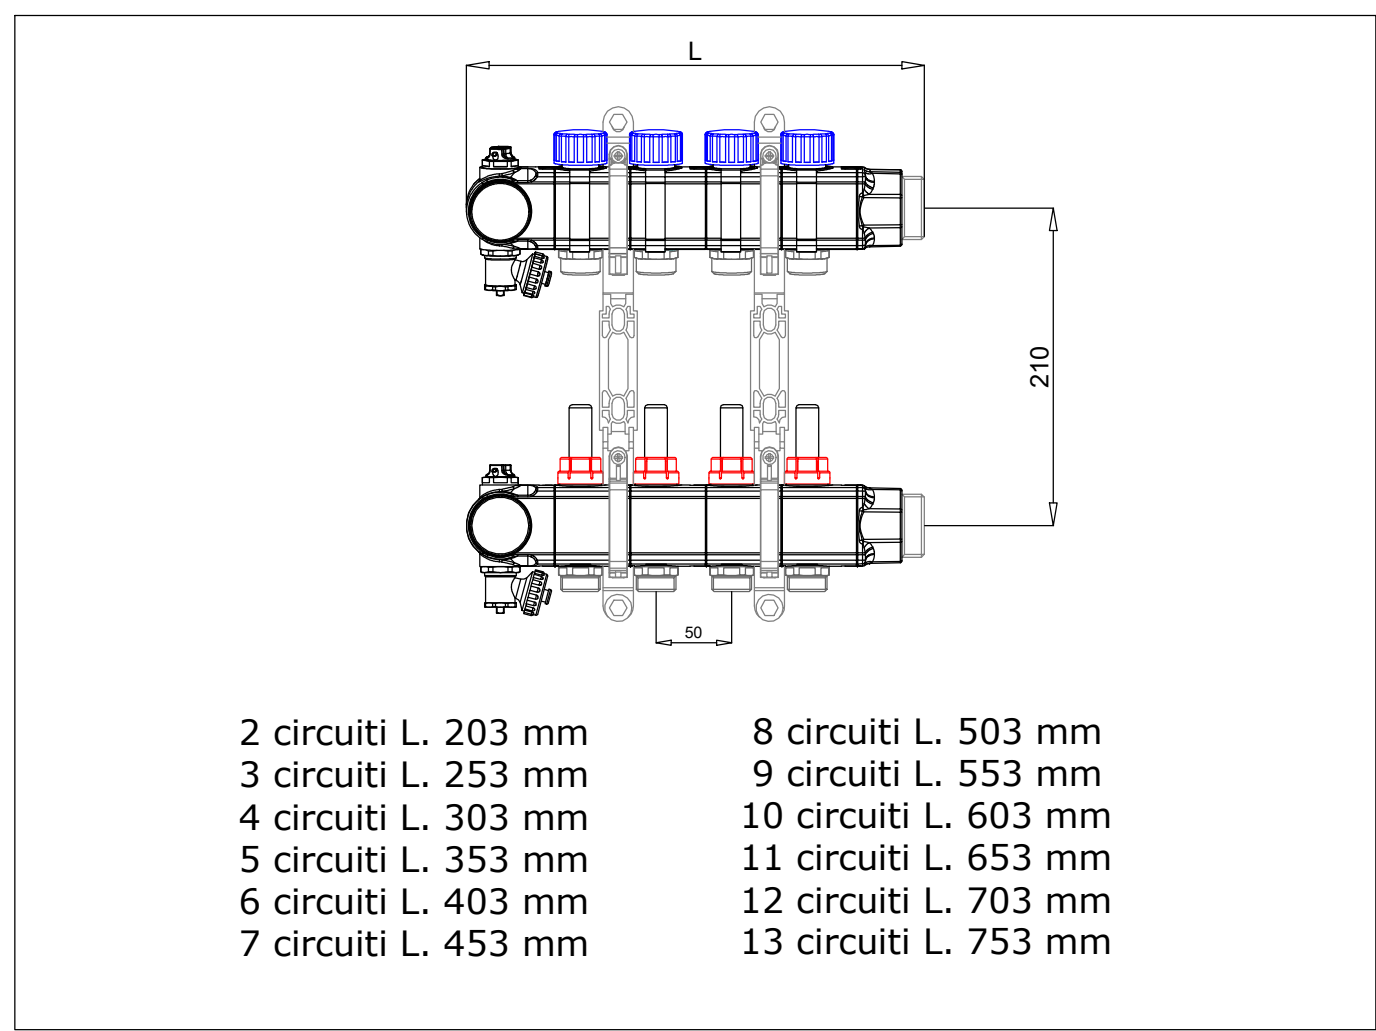 L
210
50
2 circuiti L. 203 mm
3 circuiti L. 253 mm
4 circuiti L. 303 mm
5 circuiti L. 353 mm
6 circuiti L. 403 mm
7 circuiti L. 453 mm
8 circuiti L. 503 mm
9 circuiti L. 553 mm
10 circuiti L. 603 mm
11 circuiti L. 653 mm
12 circuiti L. 703 mm
13 circuiti L. 753 mm